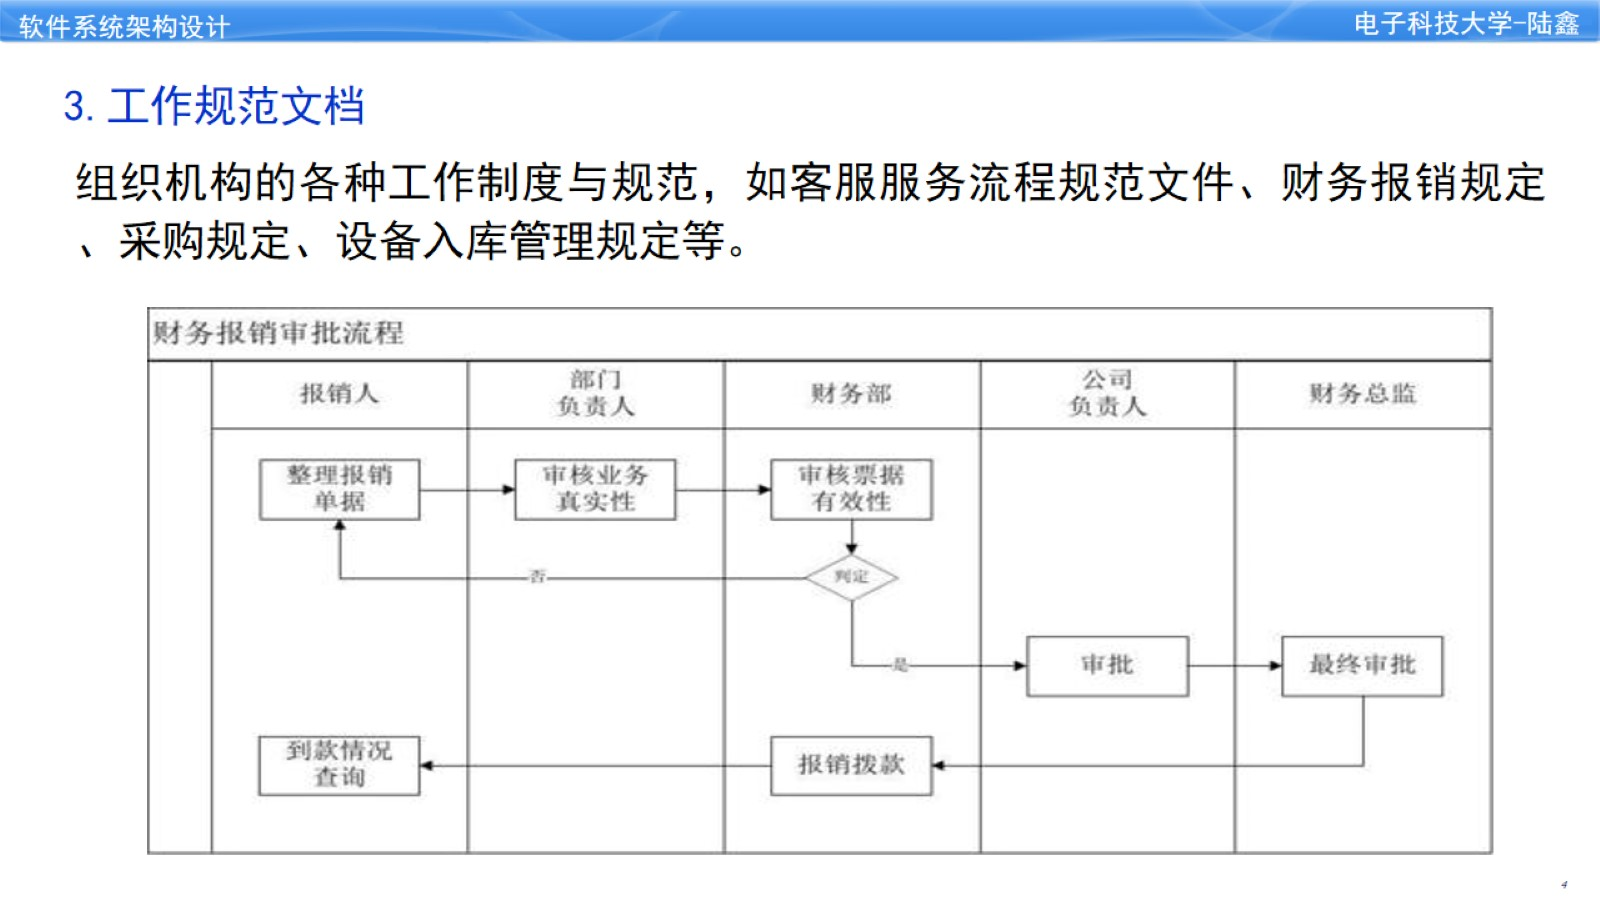 软件系统架构设计
电子科技大学-陆鑫
3. 工作规范文档
组织机构的各种工作制度与规范，如客服服务流程规范文件、财务报销规定
、采购规定、设备入库管理规定等。
财务报销审批流程
报销人
部门
负责人
财务部
公司
负责人
财务总监
整理报销
单据
审核业务
真实性
审核票据
有效性
否
判定
是
审批
最终审批
到款情况
查询
报销拨款
4